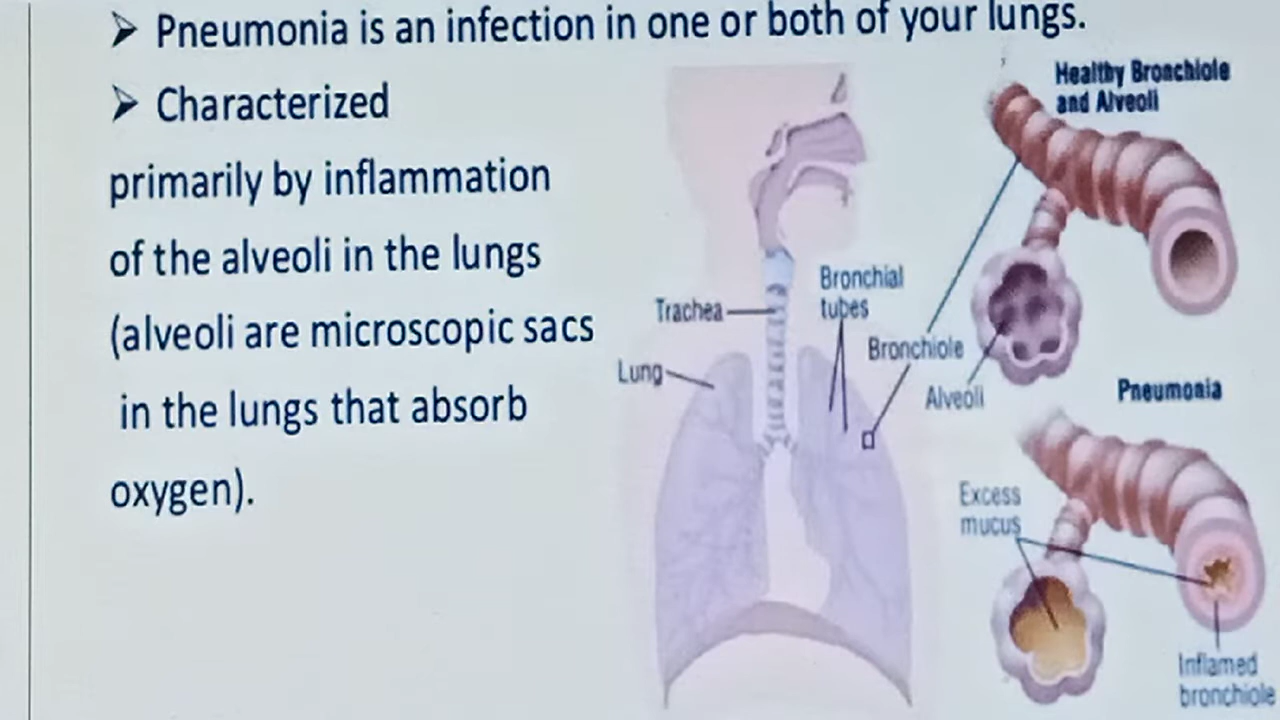 ➤ Pneumonia is an infection in one or both of your lungs.
➤ Characterized
primarily by inflammation
of the alveoli in the lungs
(alveoli are microscopic sacs
in the lungs that absorb
oxygen).
Healthy Bronchiole
and Alveoli
Bronchial
tubes
Trachea
Bronchiole
Lung
Alveoli
Pneumonia
Excess
mucus
Inflamed
bronchiole